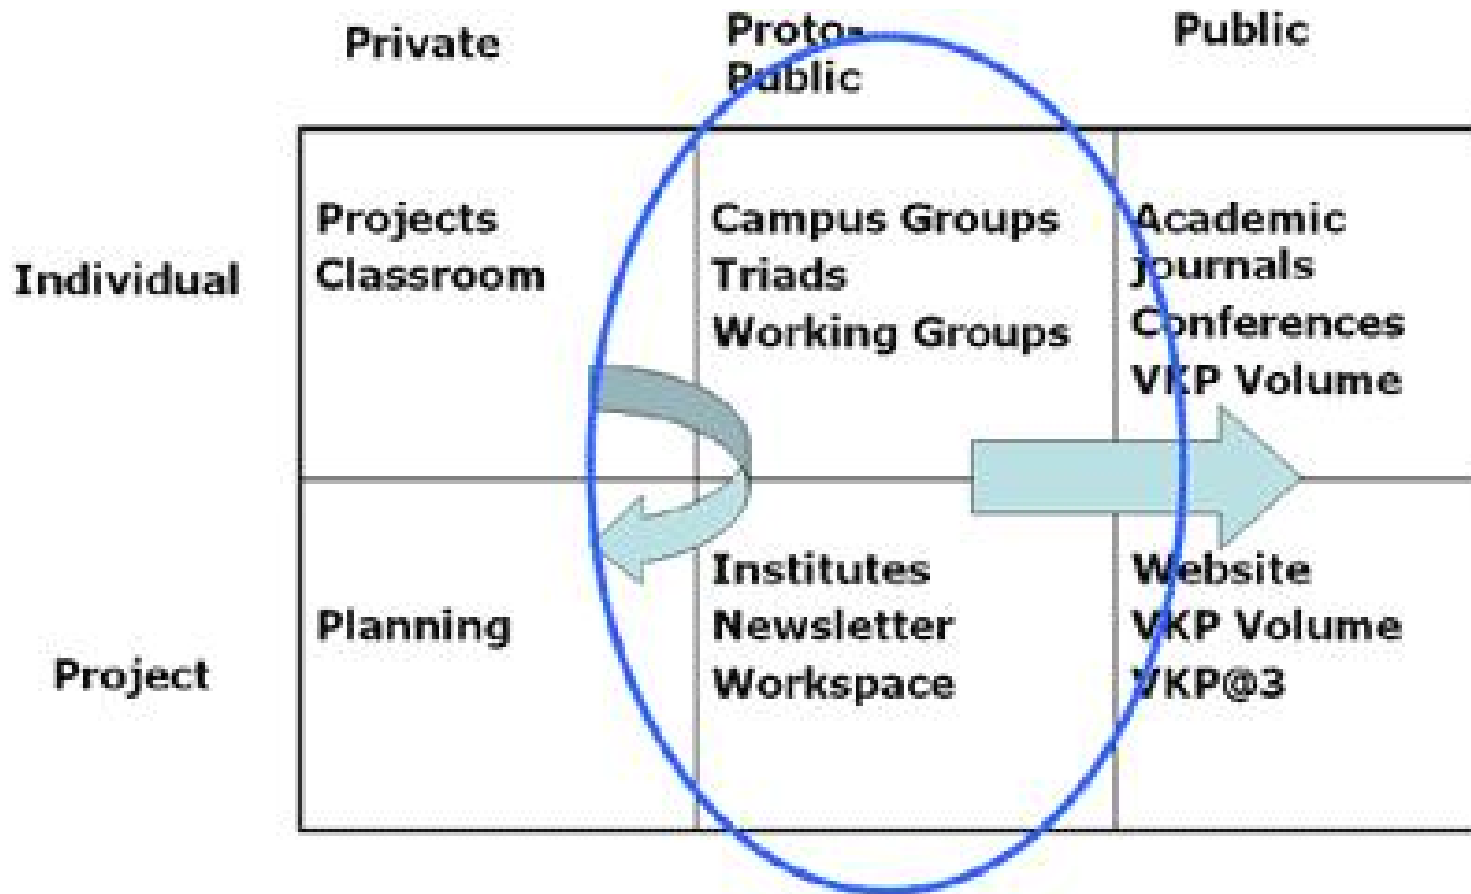 Private
Proto-
Public
Public
Individual
Projects
Classroom
Campus Groups
Triads
Working Groups
Academic
journals
Conferences
VKP Volume
Project
Planning
Institutes
Newsletter
Workspace
Website
VKP Volume
VKP@3